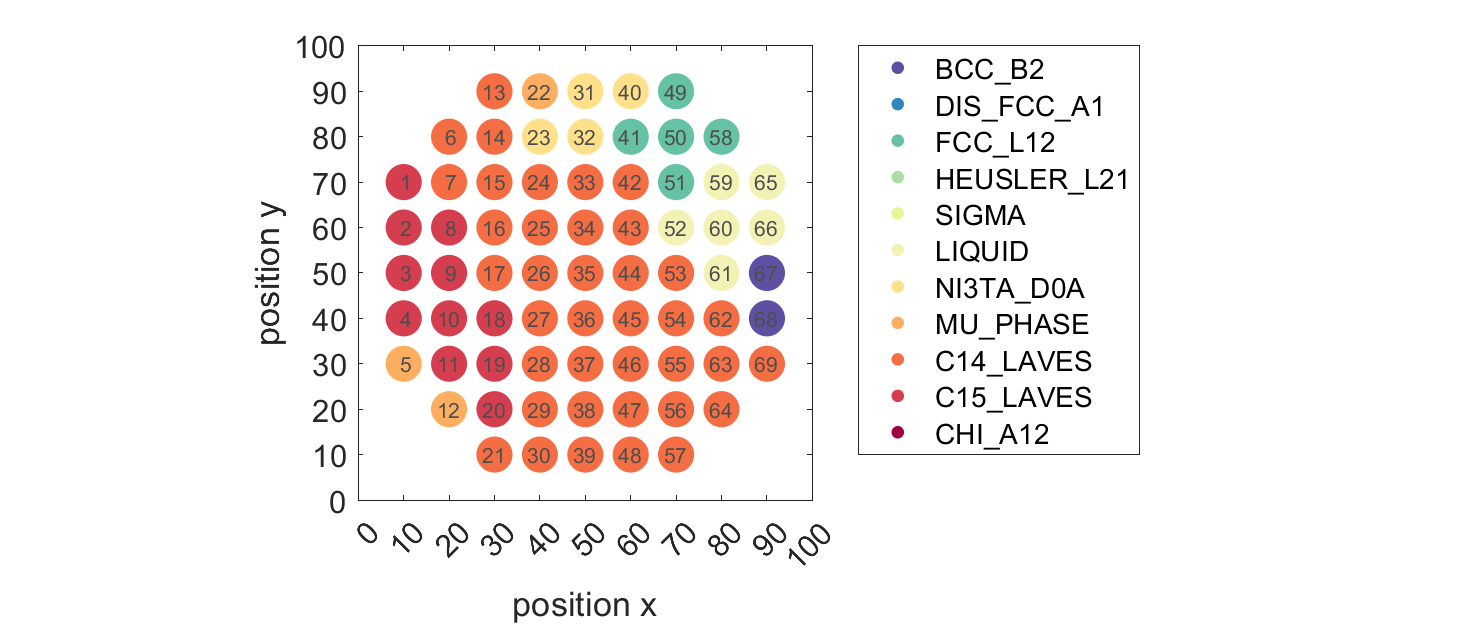 100
90
80
70
60
50
40
30
20
10
0
position y
13 22 31 40 49
6 14 23 32 41 50 58
1 7 15 24 33 42 51 59 65
2 8 16 25 34 43 52 60 66
3 9 17 26 35 44 53 61 67
4 10 18 27 36 45 54 62 68
5 11 19 28 37 46 55 63 69
12 20 29 38 47 56 64
21 30 39 48 57
0 10 20 30 40 50 60 70 80 90 100
position x
BCC_B2
DIS_FCC_A1
FCC_L12
HEUSLER_L21
SIGMA
LIQUID
NI3TA_D0A
MU_PHASE
C14_LAVES
C15_LAVES
CHI_A12